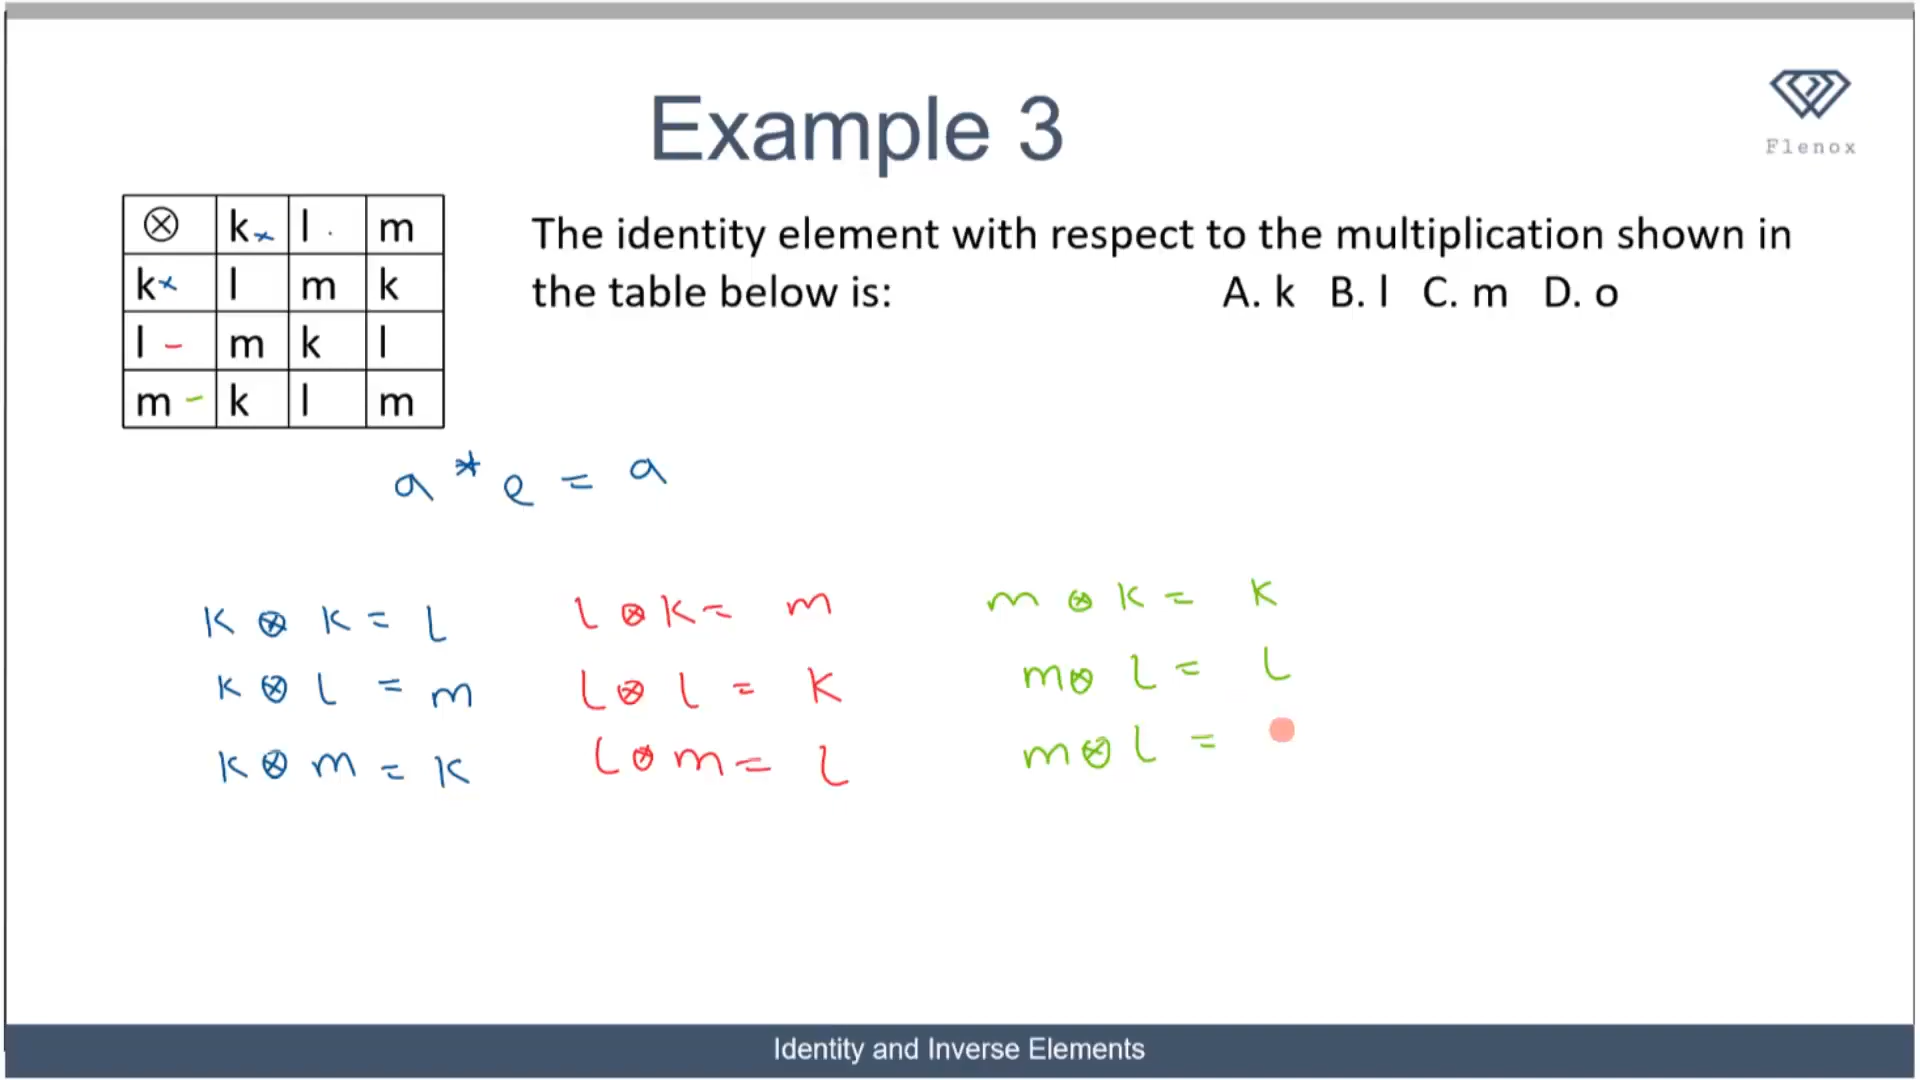 Example 3
Flenox
⊗ k× l . m
k× l m k
l - m k l
m - k l m
The identity element with respect to the multiplication shown in
the table below is: A. k B. l C. m D. o
a * e = a
k ⊗ k = l
k ⊗ l = m
k ⊗ m = k
l ⊗ k = m
l ⊗ l = k
l ⊗ m = l
m ⊗ k = k
m ⊗ l = l
m ⊗ l =
Identity and Inverse Elements